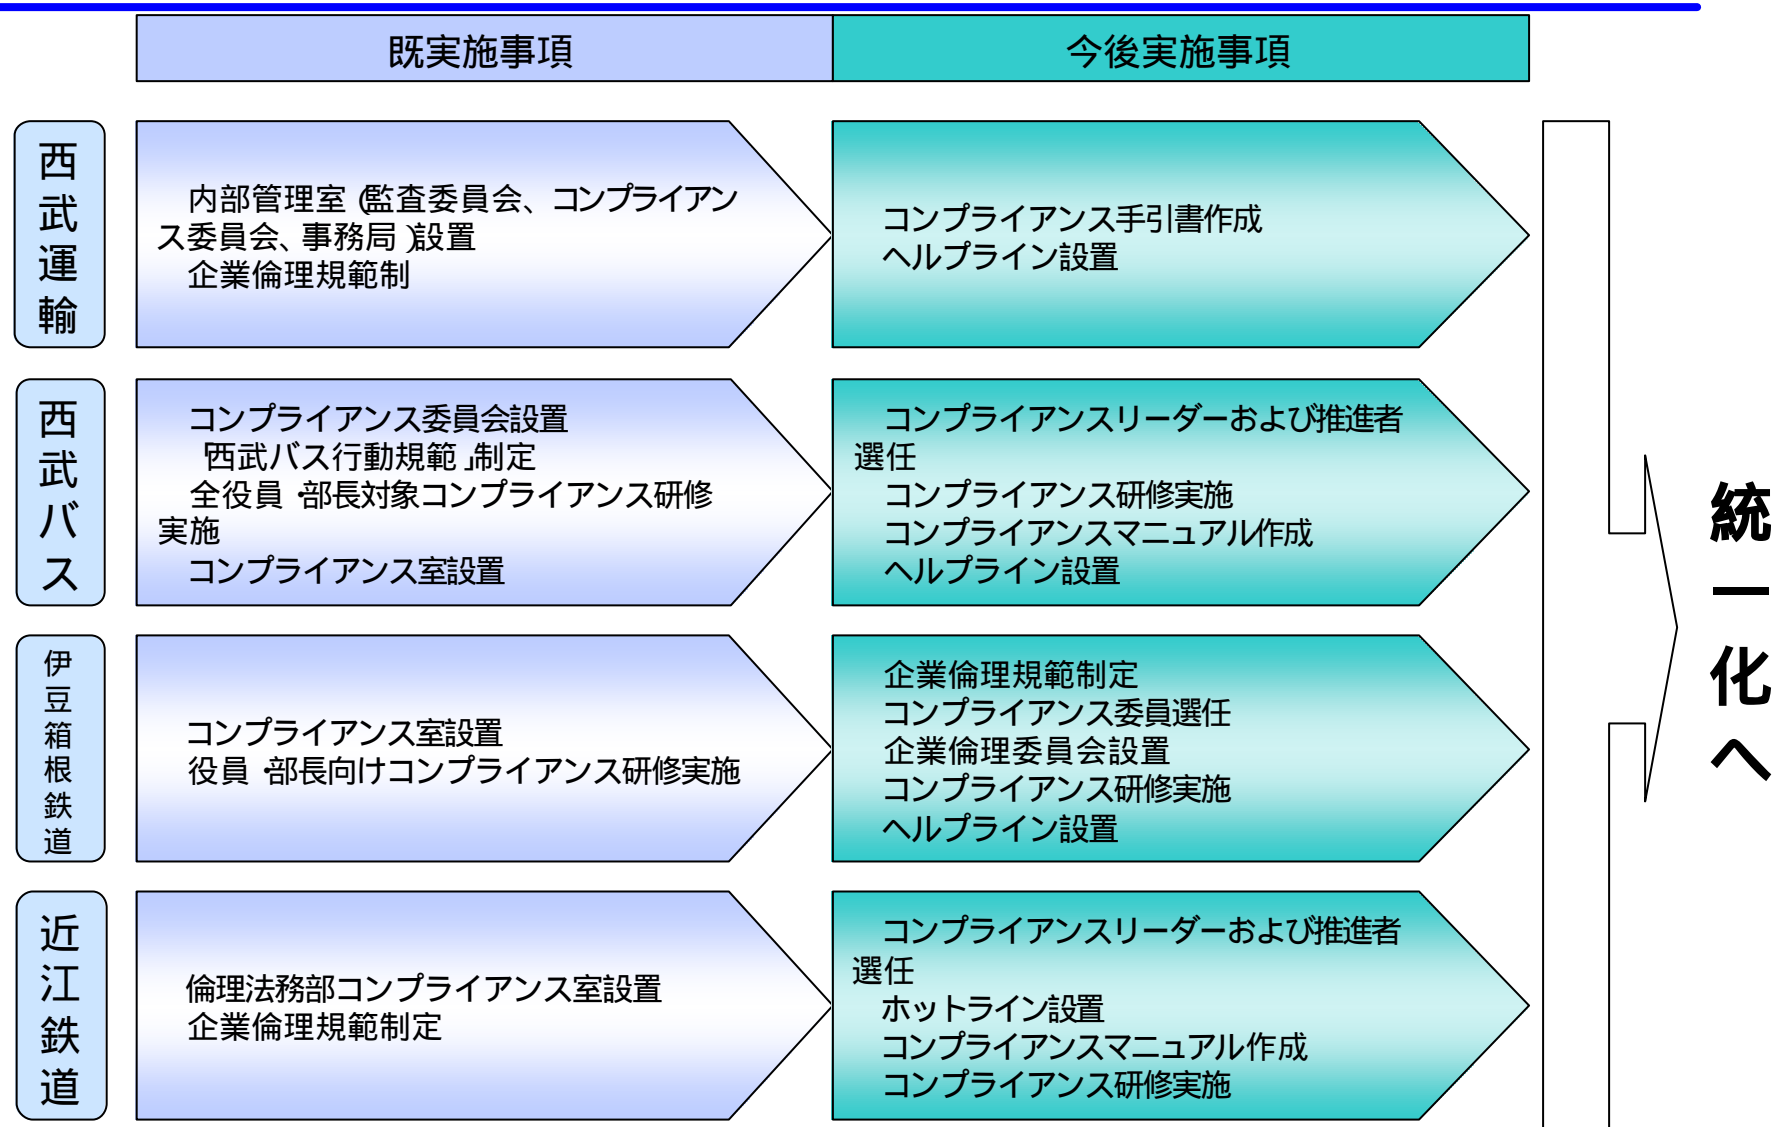 既実施事項
今後実施事項
西武運輸
内部管理室（監査委員会、コンプライアン
ス委員会、事務局）設置
企業倫理規範制
コンプライアンス手引書作成
ヘルプライン設置
西武バス
コンプライアンス委員会設置
「西武バス行動規範」制定
全役員・部長対象コンプライアンス研修
実施
コンプライアンス室設置
コンプライアンスリーダーおよび推進者
選任
コンプライアンス研修実施
コンプライアンスマニュアル作成
ヘルプライン設置
伊豆箱根鉄道
コンプライアンス室設置
役員・部長向けコンプライアンス研修実施
企業倫理規範制定
コンプライアンス委員選任
企業倫理委員会設置
コンプライアンス研修実施
ヘルプライン設置
近江鉄道
倫理法務部コンプライアンス室設置
企業倫理規範制定
コンプライアンスリーダーおよび推進者
選任
ホットライン設置
コンプライアンスマニュアル作成
コンプライアンス研修実施
統一化へ